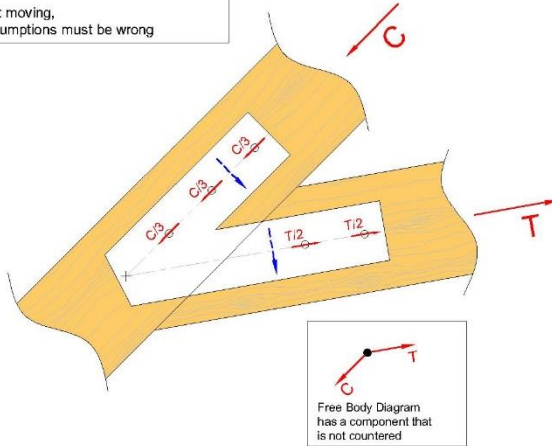 moving,
umptions must be wrong
C
C/3
C/3
C/3
T/2
T/2
T
T
C
Free Body Diagram
has a component that
is not countered